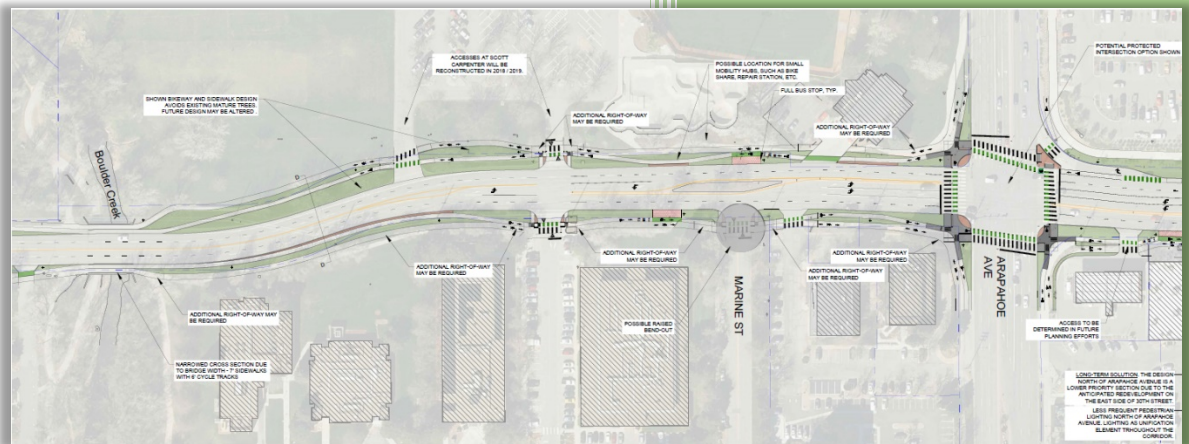 ACCESSES AT SCOTT
CARPENTER WILL BE
RECONSTRUCTED IN 2018 / 2019.
POTENTIAL PROTECTED
INTERSECTION OPTION SHOWN
POSSIBLE LOCATION FOR SMALL
MOBILITY HUBS, SUCH AS BIKE
SHARE, REPAIR STATION, ETC.
FULL BUS STOP, TYP.
SHOWN BIKEWAY AND SIDEWALK DESIGN
AVOIDS EXISTING MATURE TREES.
FUTURE DESIGN MAY BE ALTERED
ADDITIONAL RIGHT-OF-WAY
MAY BE REQUIRED
ADDITIONAL RIGHT-OF-WAY
MAY BE REQUIRED
Boulder Creek
ADDITIONAL RIGHT-OF-WAY
MAY BE REQUIRED
ADDITIONAL RIGHT-OF-WAY
MAY BE REQUIRED
ADDITIONAL RIGHT-OF-WAY
MAY BE REQUIRED
ADDITIONAL RIGHT-OF-WAY
MAY BE REQUIRED
MARINE ST
ARAPAHOE
AVE
ADDITIONAL RIGHT-OF-WAY MAY
BE REQUIRED
POSSIBLE RAISED
BEND-OUT
ACCESS TO BE
DETERMINED IN FUTURE
PLANNING EFFORTS
NARROWED CROSS SECTION DUE
TO BRIDGE WIDTH - 7' SIDEWALKS
WITH 6' CYCLE TRACKS
LONG-TERM SOLUTION: THE DESIGN
NORTH OF ARAPAHOE AVENUE IS A
LOWER PRIORITY SECTION DUE TO THE
ANTICIPATED REDEVELOPMENT ON
THE EAST SIDE OF 30TH STREET.
LESS FREQUENT PEDESTRIAN
LIGHTING NORTH OF ARAPAHOE
AVENUE. LIGHTING AS UNIFICATION
ELEMENT THROUGHOUT THE
CORRIDOR.